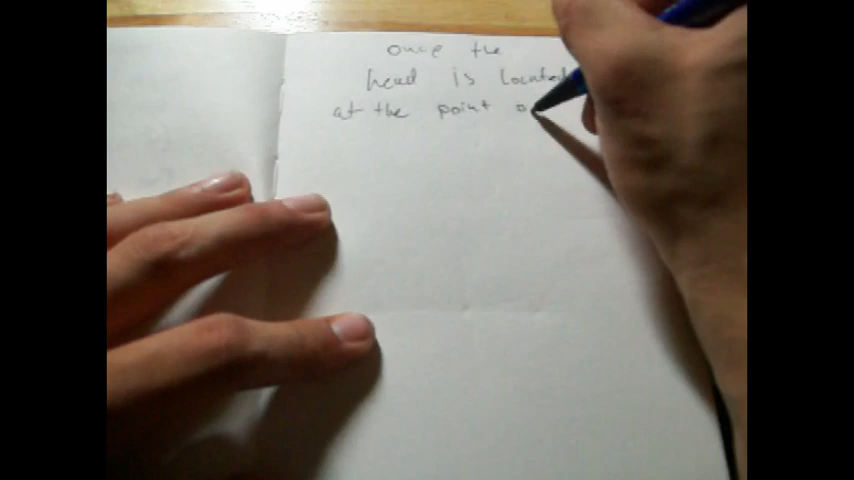 once the
head is located
at the point o